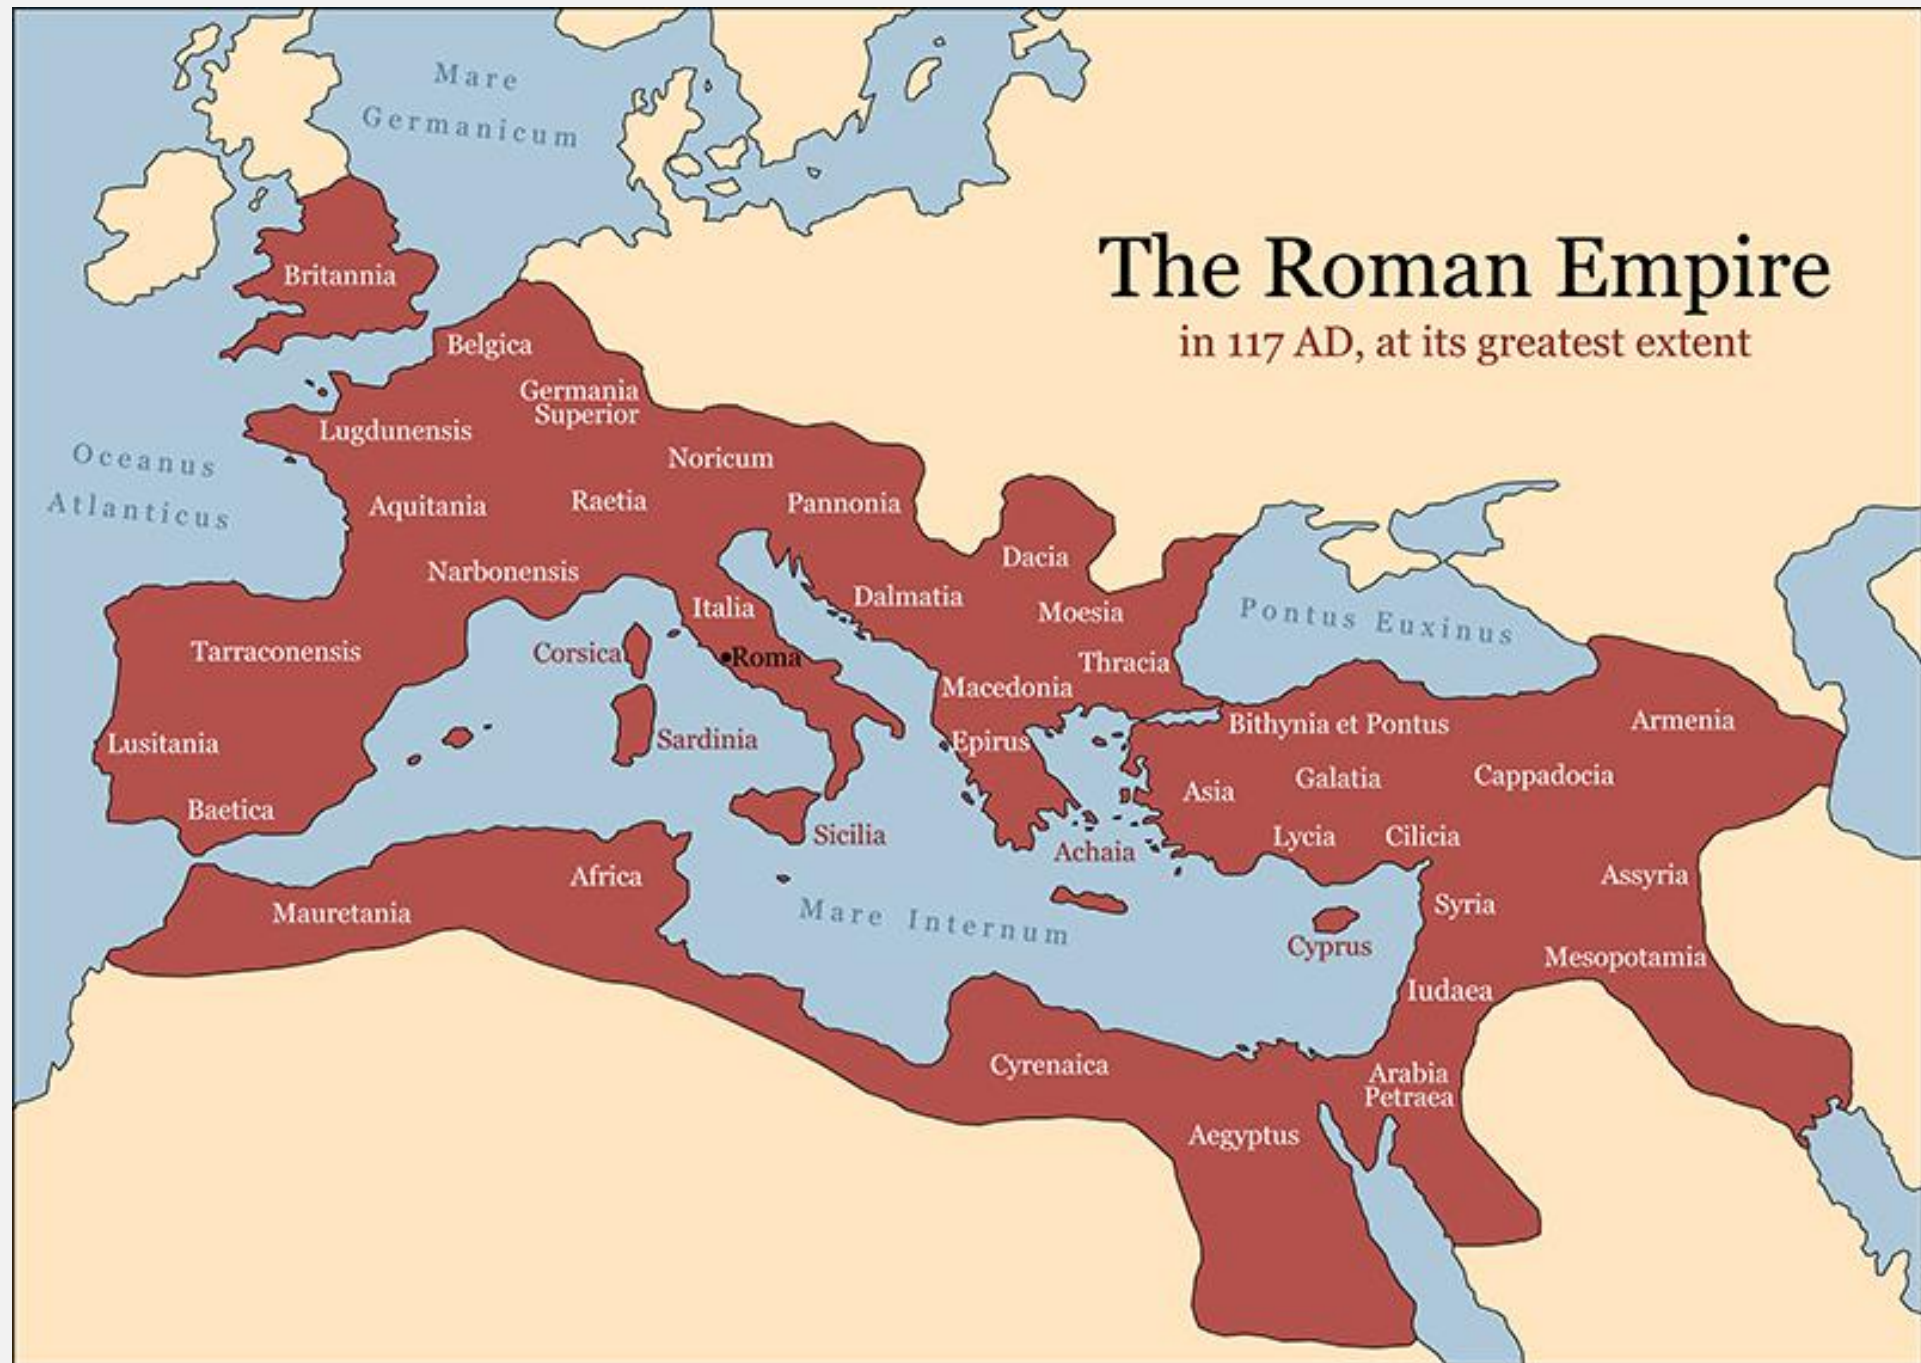 Mare
Germanicum
The Roman Empire
in 117 AD, at its greatest extent
Britannia
Belgica
Germania
Superior
Lugdunensis
Noricum
Oceanus
Atlanticus
Aquitania
Raetia
Pannonia
Dacia
Narbonensis
Dalmatia
Italia
Moesia
Pontus Euxinus
Tarraconensis
Corsica
Roma
Thracia
Macedonia
Lusitania
Sardinia
Epirus
Bithynia et Pontus
Armenia
Asia
Galatia
Cappadocia
Baetica
Sicilia
Achaia
Lycia
Cilicia
Africa
Assyria
Mauretania
Mare Internum
Syria
Cyprus
Mesopotamia
Iudaea
Cyrenaica
Arabia
Petraea
Aegyptus